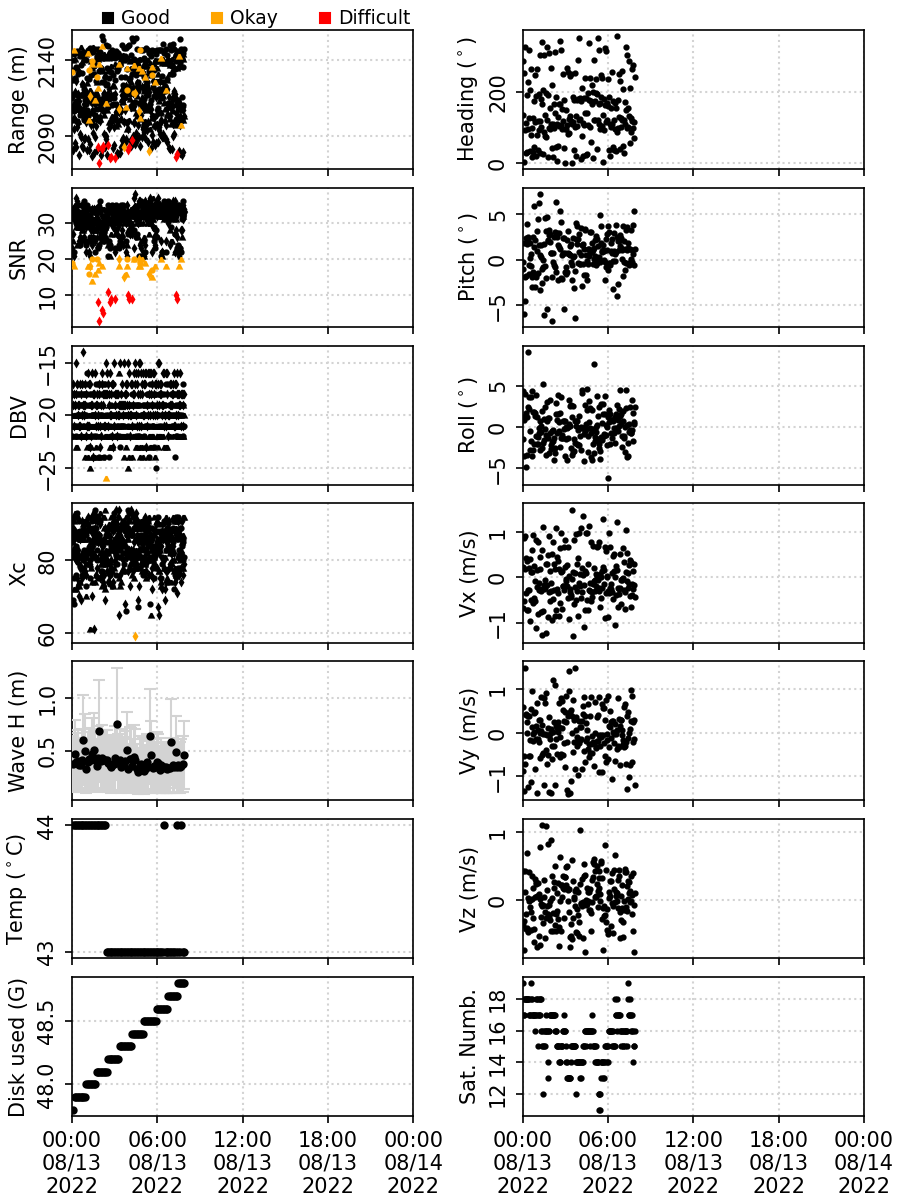 Good Okay Difficult
Range (m)
2140
2090
Heading (°)
200
0
SNR
30
20
10
Pitch (°)
5
0
−5
DBV
−15
−20
−25
Roll (°)
5
0
−5
Xc
80
60
Vx (m/s)
1
0
−1
Wave H (m)
1.0
0.5
Vy (m/s)
1
0
−1
Temp (°C)
44
43
Vz (m/s)
1
0
Disk used (G)
48.5
48.0
Sat. Numb.
18
16
14
12
00:00 06:00 12:00 18:00 00:00
08/13 08/13 08/13 08/13 08/14
2022 2022 2022 2022 2022
00:00 06:00 12:00 18:00 00:00
08/13 08/13 08/13 08/13 08/14
2022 2022 2022 2022 2022